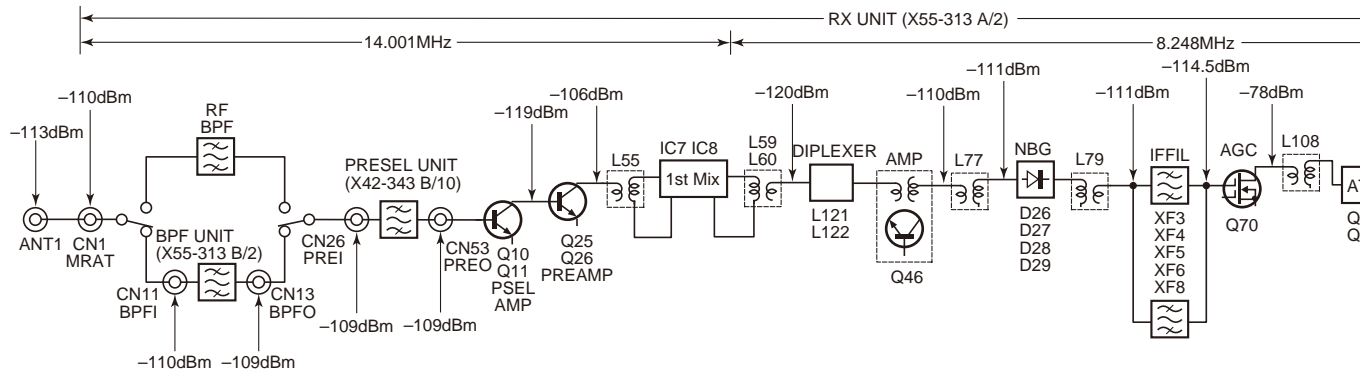 RX UNIT (X55-313 A/2)
14.001MHz
8.248MHz
–113dBm
–110dBm
–119dBm
–106dBm
–120dBm
–110dBm
–111dBm
–111dBm
–114.5dBm
–78dBm
RF
BPF
PRESEL UNIT
(X42-343 B/10)
L55
IC7 IC8
1st Mix
L59
L60
DIPLEXER
AMP
L77
NBG
L79
IFFIL
AGC
L108
ANT1
CN1
MRAT
BPF UNIT
(X55-313 B/2)
CN11
BPFI
CN13
BPFO
CN26
PREI
CN53
PREO
Q10
Q11
PSEL
AMP
Q25
Q26
PREAMP
L121
L122
Q46
D26
D27
D28
D29
XF3
XF4
XF5
XF6
XF8
Q70
–110dBm
–109dBm
–109dBm
–109dBm